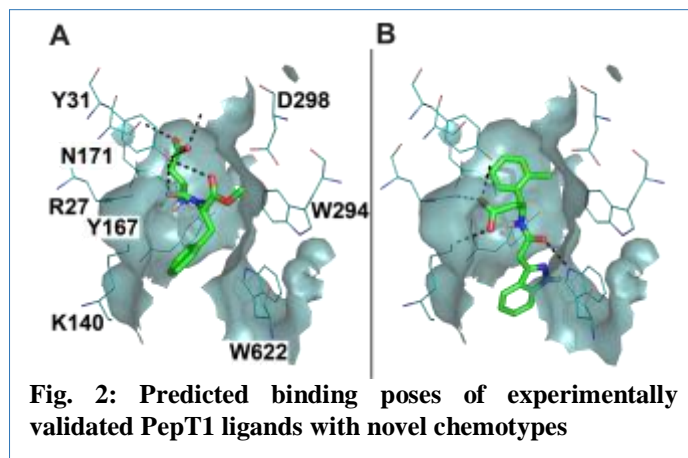 A
B
Y31
D298
N171
R27
Y167
W294
K140
W622
Fig. 2: Predicted binding poses of experimentally
validated PepT1 ligands with novel chemotypes